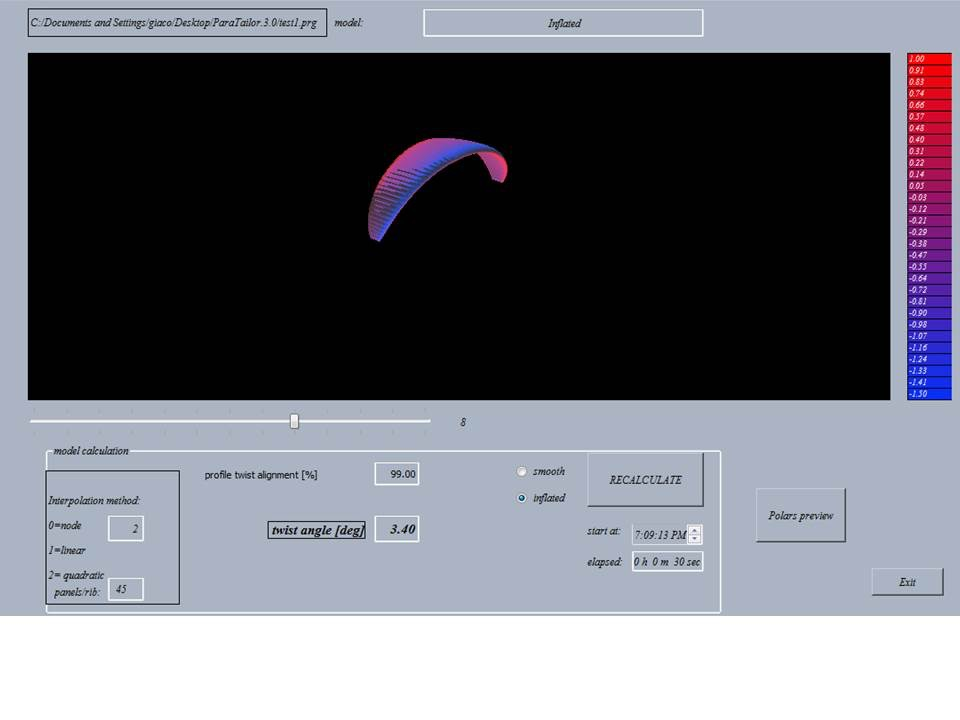 C:/Documents and Settings/giaco/Desktop/ParaTailor.3.0/test1.prg
model:
Inflated
1.00
0.91
0.83
0.74
0.66
0.57
0.48
0.40
0.31
0.22
0.14
0.05
-0.03
-0.12
-0.21
-0.29
-0.38
-0.47
-0.55
-0.64
-0.72
-0.81
-0.90
-0.98
-1.07
-1.16
-1.24
-1.33
-1.41
-1.50
8
model calculation
Interpolation method:
0=node
2
1=linear
2= quadratic
panels/rib:
45
profile twist alignment [%]
99.00
twist angle [deg]
3.40
smooth
inflated
RECALCULATE
start at:
7:09:13 PM
elapsed:
0 h 0 m 30 sec
Polars preview
Exit